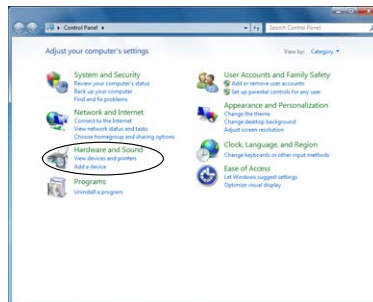 Control Panel
Search Control Panel
Adjust your computer's settings
View by: Category
System and Security
Review your computer's status
Back up your computer
Find and fix problems
Network and Internet
Connect to the Internet
View network status and tasks
Choose homegroup and sharing options
Hardware and Sound
View devices and printers
Add a device
Programs
Uninstall a program
User Accounts and Family Safety
Add or remove user accounts
Set up parental controls for any user
Appearance and Personalization
Change the theme
Change desktop background
Adjust screen resolution
Clock, Language, and Region
Change keyboards or other input methods
Ease of Access
Let Windows suggest settings
Optimize visual display